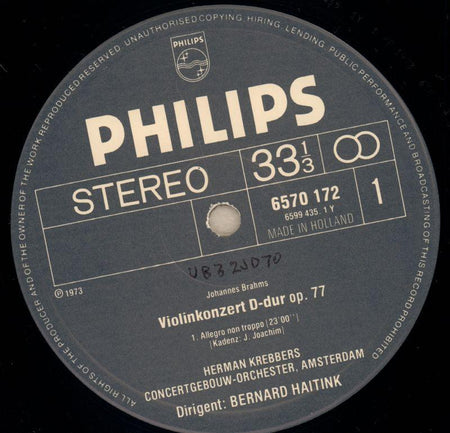 ALL RIGHTS OF THE PRODUCER AND OF THE OWNER OF THE WORK REPRODUCED RESERVED. UNAUTHORISED COPYING, HIRING, LENDING, PUBLIC PERFORMANCE AND BROADCASTING OF THIS RECORD PROHIBITED.
PHILIPS
PHILIPS
STEREO
33 1/3
6570 172
6599 435. 1 Y
MADE IN HOLLAND
1
℗ 1973
Johannes Brahms
Violinkonzert D-dur op. 77
1. Allegro non troppo [23'00'']
[Kadenz: J. Joachim]
HERMAN KREBBERS
CONCERTGEBOUW-ORCHESTER, AMSTERDAM
Dirigent: BERNARD HAITINK